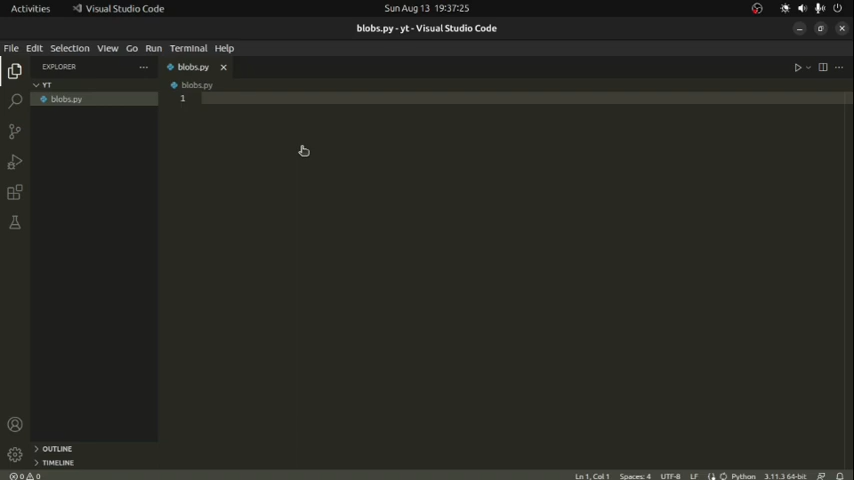 Activities Visual Studio Code Sun Aug 13 19:37:25
blobs.py - yt - Visual Studio Code
File Edit Selection View Go Run Terminal Help
EXPLORER
blobs.py
YT
blobs.py
blobs.py
1
OUTLINE
TIMELINE
0 0 Ln 1, Col 1 Spaces: 4 UTF-8 LF Python 3.11.3 64-bit